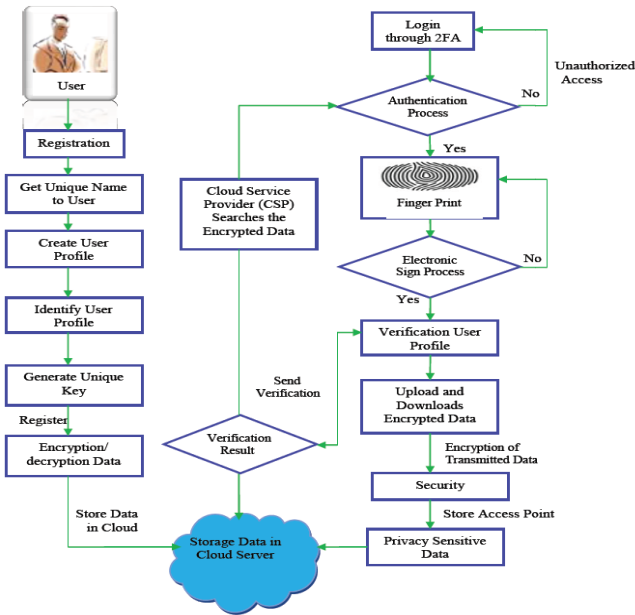 User
Registration
Get Unique Name
to User
Create User
Profile
Identify User
Profile
Generate Unique
Key
Register
Encryption/
decryption Data
Store Data
in Cloud
Cloud Service
Provider (CSP)
Searches the
Encrypted Data
Send
Verification
Verification
Result
Storage Data in
Cloud Server
Login
through 2FA
Unauthorized
Access
No
Authentication
Process
Yes
Finger Print
Electronic
Sign Process
No
Yes
Verification User
Profile
Upload and
Downloads
Encrypted Data
Encryption of
Transmitted Data
Security
Store Access Point
Privacy Sensitive
Data